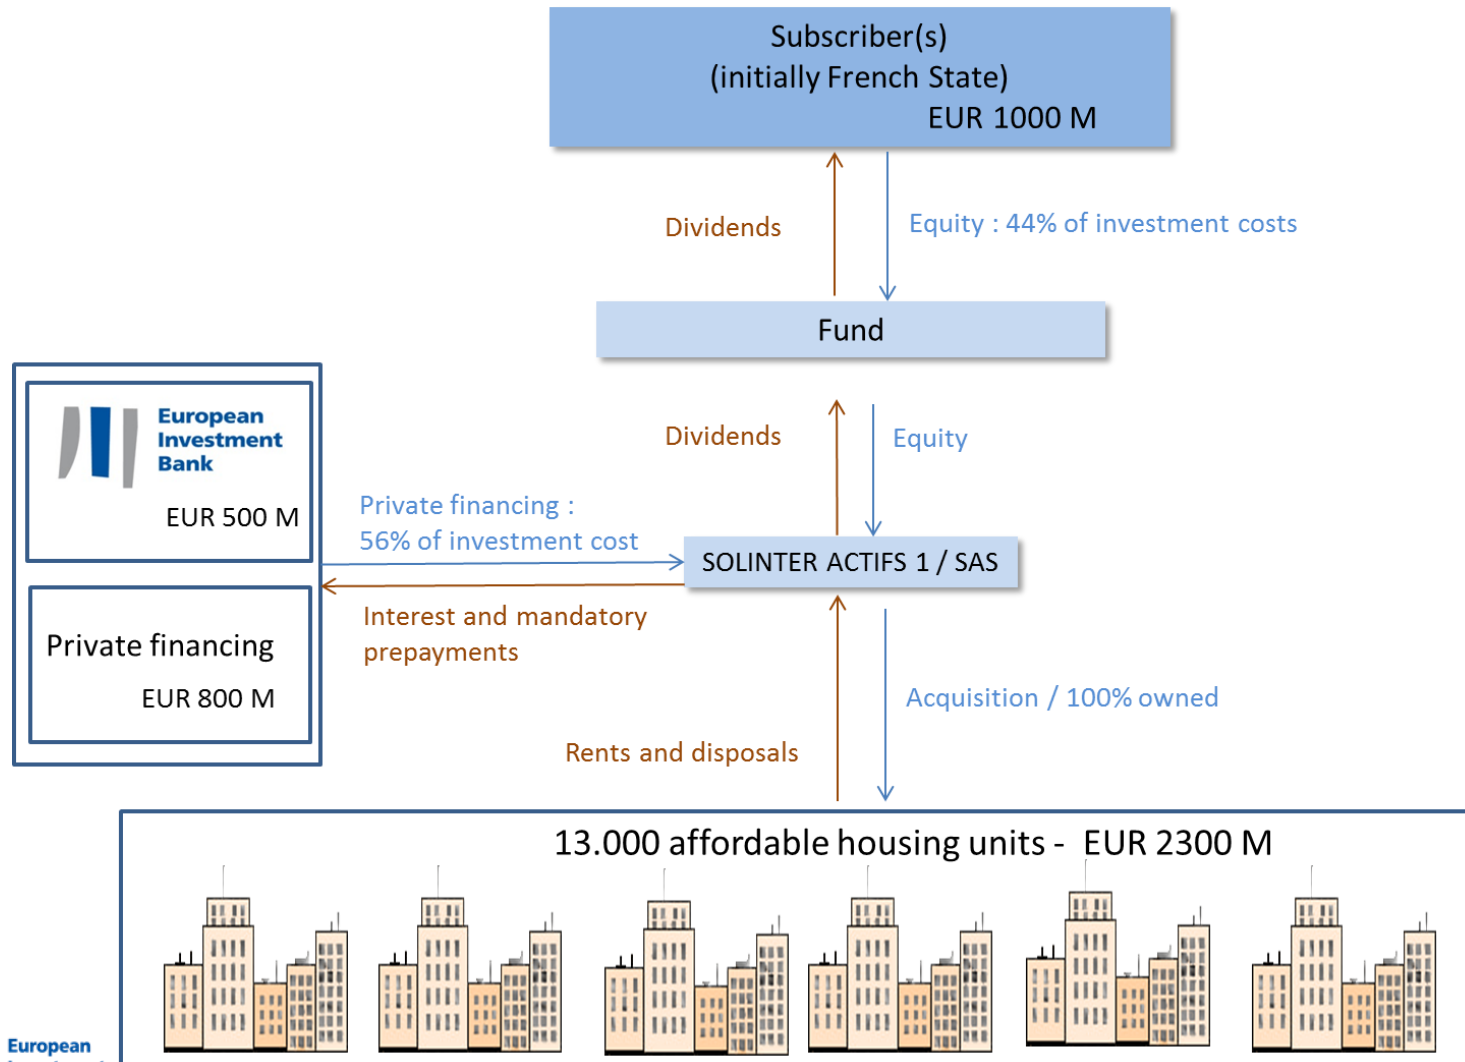 Subscriber(s)
(initially French State)
EUR 1000 M
Dividends
Equity : 44% of investment costs
Fund
European
Investment
Bank
EUR 500 M
Dividends
Equity
Private financing :
56% of investment cost
SOLINTER ACTIFS 1 / SAS
Interest and mandatory
prepayments
Private financing
EUR 800 M
Acquisition / 100% owned
Rents and disposals
13.000 affordable housing units - EUR 2300 M
European